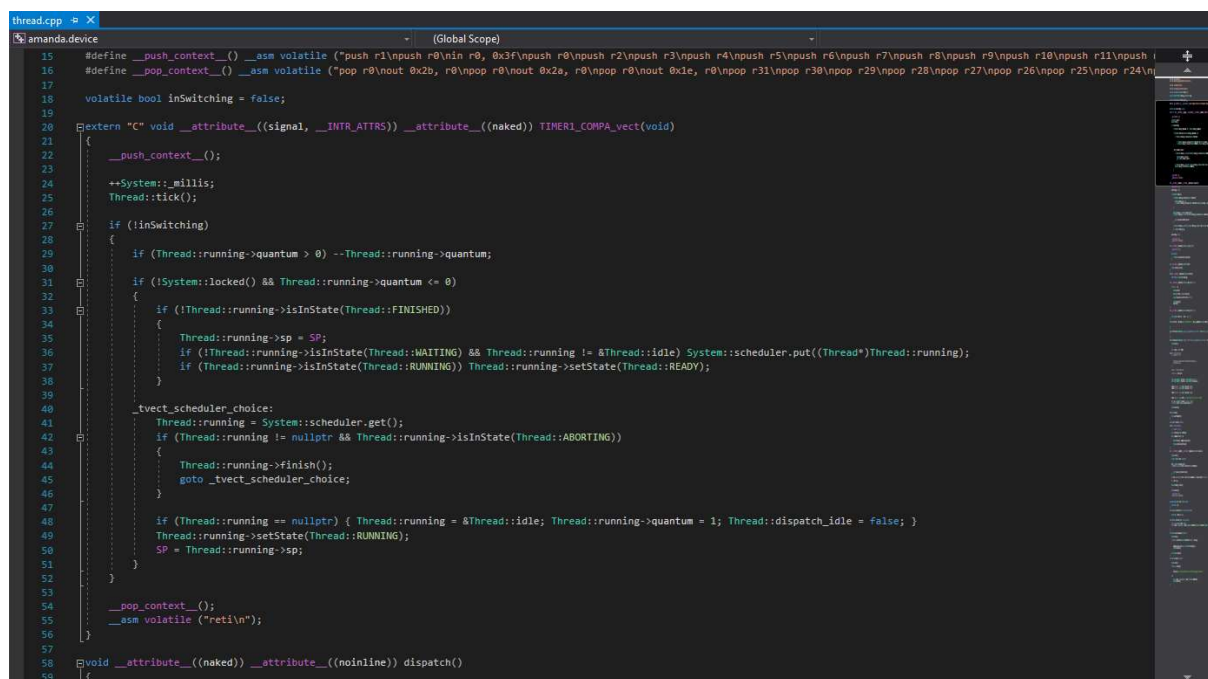 thread.cpp
amanda.device
(Global Scope)
15 #define __push_context__() __asm volatile ("push r1\npush r0\nin r0, 0x3f\npush r0\npush r2\npush r3\npush r4\npush r5\npush r6\npush r7\npush r8\npush r9\npush r10\npush r11\npush
16 #define __pop_context__() __asm volatile ("pop r0\nout 0x2b, r0\npop r0\nout 0x2a, r0\npop r0\nout 0x1e, r0\npop r31\npop r30\npop r29\npop r28\npop r27\npop r26\npop r25\npop r24\n
17
18 volatile bool inSwitching = false;
19
20 extern "C" void __attribute__((signal, __INTR_ATTRS)) __attribute__((naked)) TIMER1_COMPA_vect(void)
21 {
22 __push_context__();
23
24 ++System::_millis;
25 Thread::tick();
26
27 if (!inSwitching)
28 {
29 if (Thread::running->quantum > 0) --Thread::running->quantum;
30
31 if (!System::locked() && Thread::running->quantum <= 0)
32 {
33 if (!Thread::running->isInState(Thread::FINISHED))
34 {
35 Thread::running->sp = SP;
36 if (!Thread::running->isInState(Thread::WAITING) && Thread::running != &Thread::idle) System::scheduler.put((Thread*)Thread::running);
37 if (Thread::running->isInState(Thread::RUNNING)) Thread::running->setState(Thread::READY);
38 }
39
40 _tvect_scheduler_choice:
41 Thread::running = System::scheduler.get();
42 if (Thread::running != nullptr && Thread::running->isInState(Thread::ABORTING))
43 {
44 Thread::running->finish();
45 goto _tvect_scheduler_choice;
46 }
47
48 if (Thread::running == nullptr) { Thread::running = &Thread::idle; Thread::running->quantum = 1; Thread::dispatch_idle = false; }
49 Thread::running->setState(Thread::RUNNING);
50 SP = Thread::running->sp;
51 }
52 }
53
54 __pop_context__();
55 __asm volatile ("reti\n");
56 }
57
58 void __attribute__((naked)) __attribute__((noinline)) dispatch()
59 {